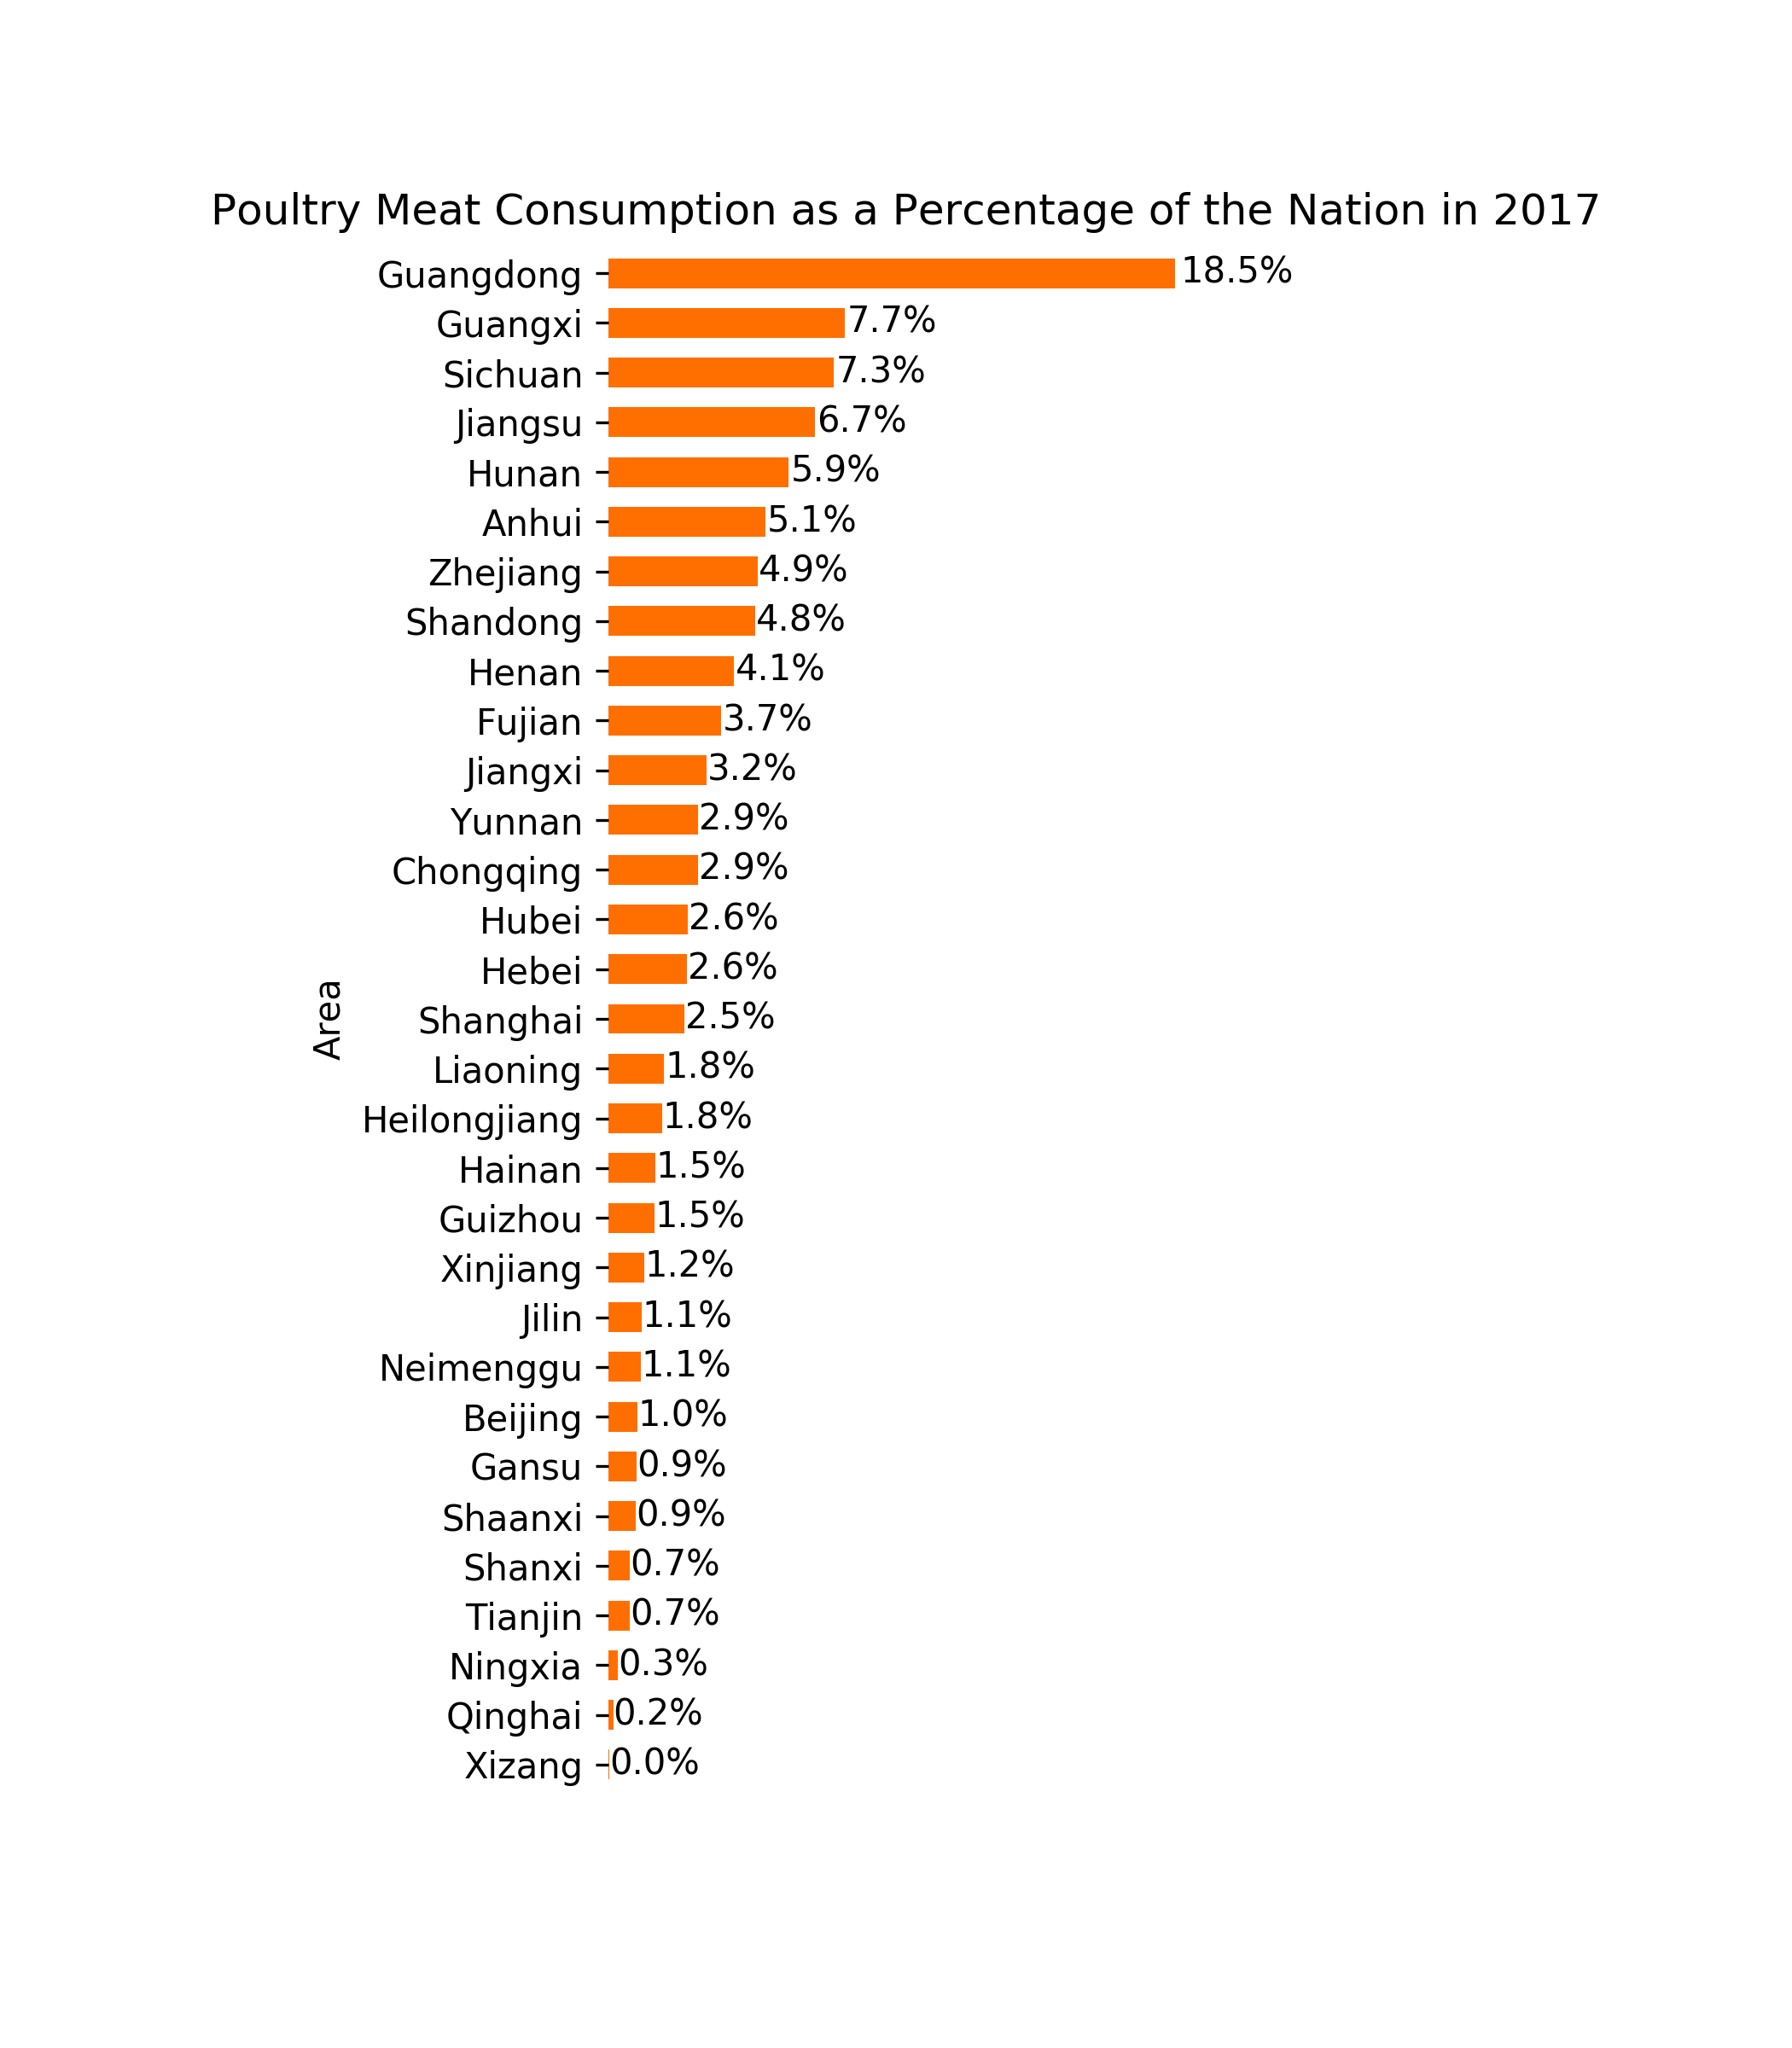 Poultry Meat Consumption as a Percentage of the Nation in 2017
Guangdong 18.5%
Guangxi 7.7%
Sichuan 7.3%
Jiangsu 6.7%
Hunan 5.9%
Anhui 5.1%
Zhejiang 4.9%
Shandong 4.8%
Henan 4.1%
Fujian 3.7%
Jiangxi 3.2%
Yunnan 2.9%
Chongqing 2.9%
Hubei 2.6%
Hebei 2.6%
Area
Shanghai 2.5%
Liaoning 1.8%
Heilongjiang 1.8%
Hainan 1.5%
Guizhou 1.5%
Xinjiang 1.2%
Jilin 1.1%
Neimenggu 1.1%
Beijing 1.0%
Gansu 0.9%
Shaanxi 0.9%
Shanxi 0.7%
Tianjin 0.7%
Ningxia 0.3%
Qinghai 0.2%
Xizang 0.0%